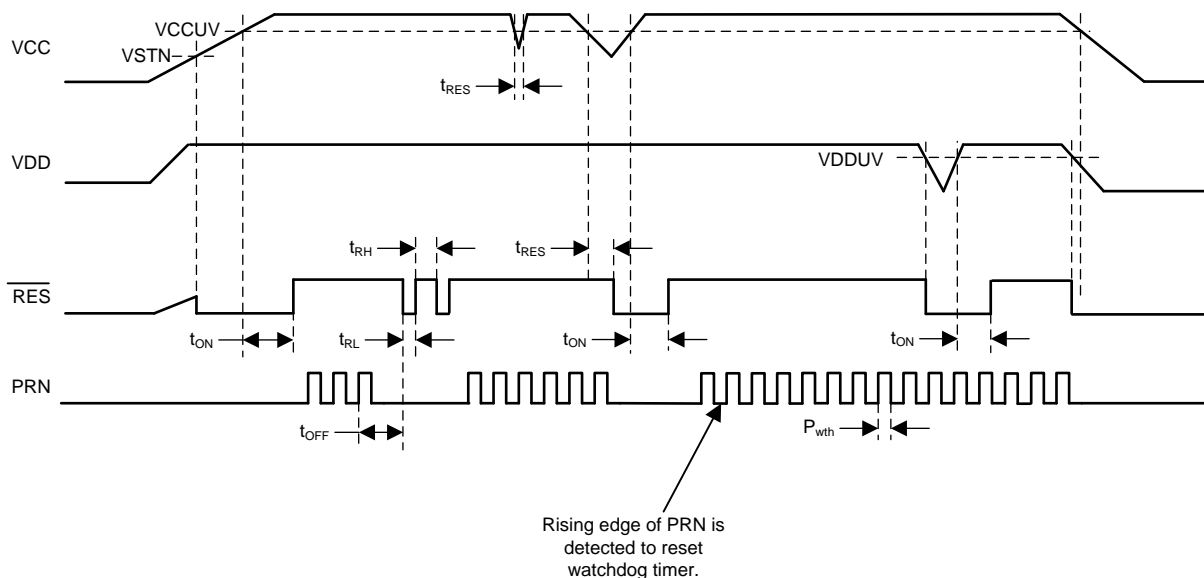 VCCUV
VCC
VSTN
tRES
VDD
VDDUV
tRH
tRES
RES
tON
tRL
tON
tON
PRN
tOFF
Pwth
Rising edge of PRN is
detected to reset
watchdog timer.